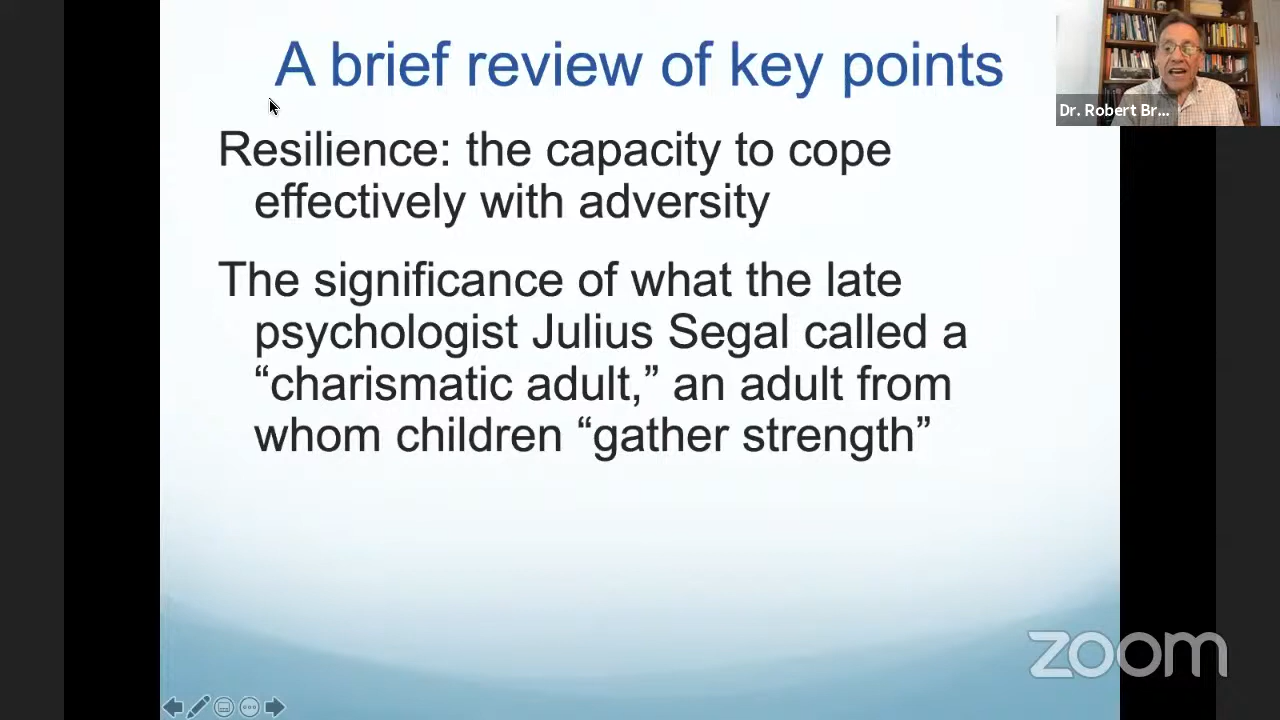 A brief review of key points
Dr. Robert Br...
Resilience: the capacity to cope
effectively with adversity
The significance of what the late
psychologist Julius Segal called a
“charismatic adult,” an adult from
whom children “gather strength”
zoom